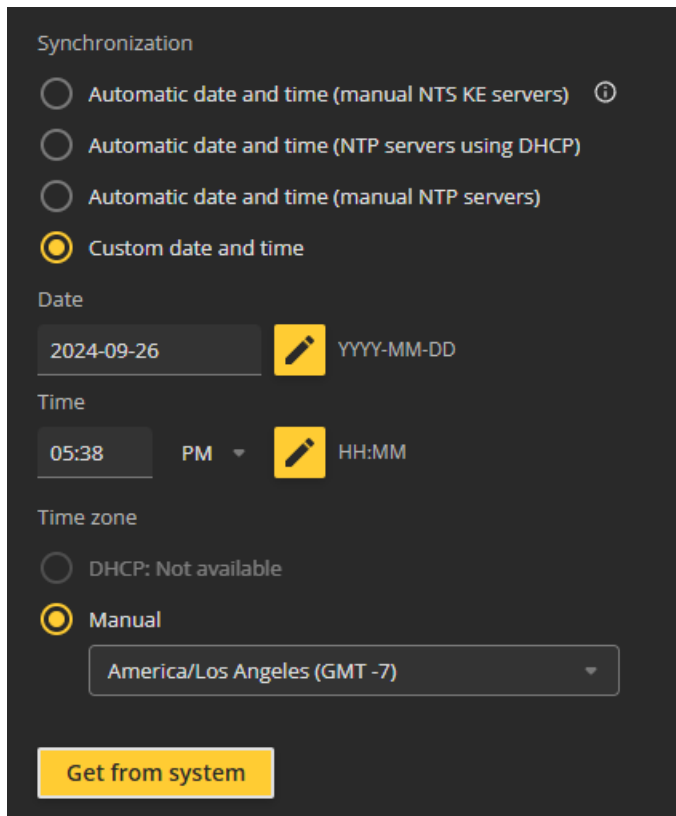 Synchronization
Automatic date and time (manual NTS KE servers)
Automatic date and time (NTP servers using DHCP)
Automatic date and time (manual NTP servers)
Custom date and time
Date
2024-09-26 YYYY-MM-DD
Time
05:38 PM HH:MM
Time zone
DHCP: Not available
Manual
America/Los Angeles (GMT -7)
Get from system